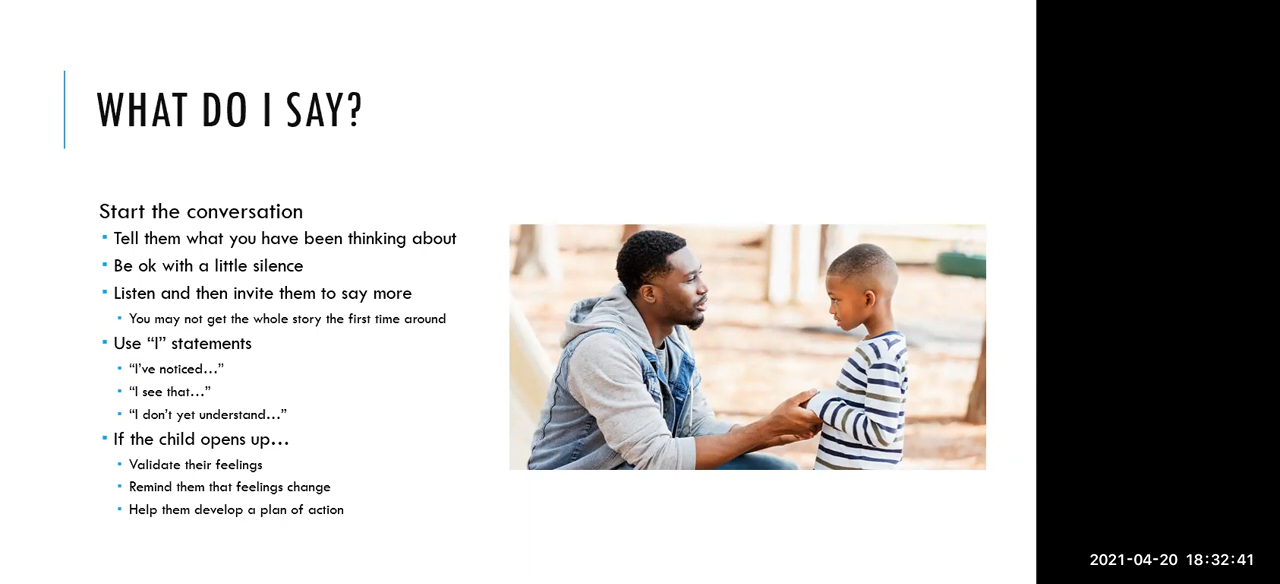 WHAT DO I SAY?
Start the conversation
Tell them what you have been thinking about
Be ok with a little silence
Listen and then invite them to say more
You may not get the whole story the first time around
Use “I” statements
“I’ve noticed…”
“I see that…”
“I don’t yet understand…”
If the child opens up…
Validate their feelings
Remind them that feelings change
Help them develop a plan of action
2021-04-20 18:32:41